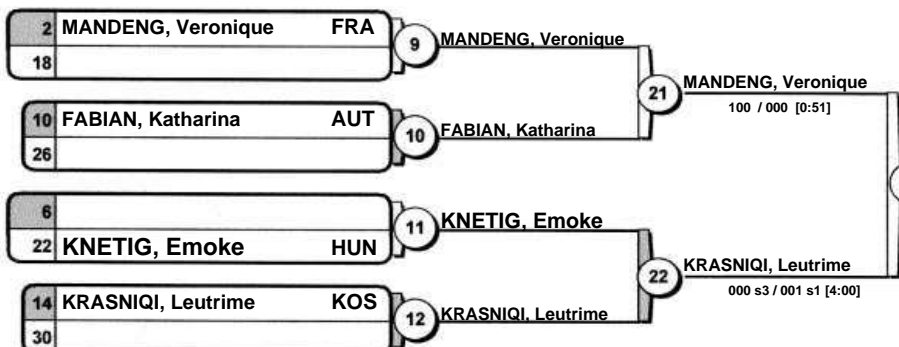 2 MANDENG, Veronique FRA
18
9
MANDENG, Veronique
10 FABIAN, Katharina AUT
26
10
FABIAN, Katharina
21
MANDENG, Veronique
100 / 000 [0:51]
6
22 KNETIG, Emoke HUN
11
KNETIG, Emoke
14 KRASNIQI, Leutrime KOS
30
12
KRASNIQI, Leutrime
22
KRASNIQI, Leutrime
000 s3 / 001 s1 [4:00]